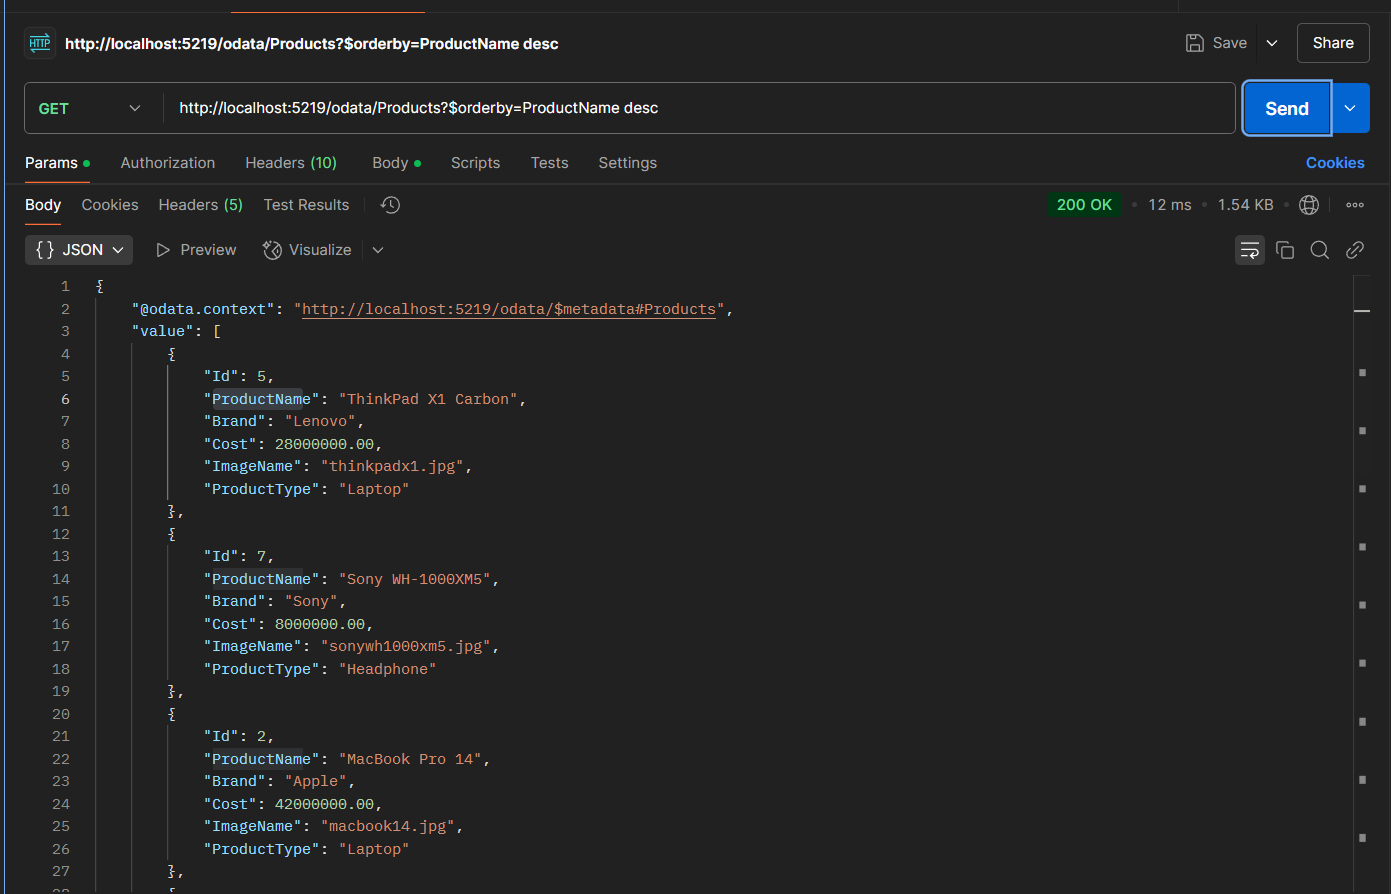 HTTP http://localhost:5219/odata/Products?$orderby=ProductName desc Save Share
GET http://localhost:5219/odata/Products?$orderby=ProductName desc Send
Params Authorization Headers (10) Body Scripts Tests Settings Cookies
Body Cookies Headers (5) Test Results 200 OK 12 ms 1.54 KB
{} JSON Preview Visualize
1 {
2 "@odata.context": "http://localhost:5219/odata/$metadata#Products",
3 "value": [
4 {
5 "Id": 5,
6 "ProductName": "ThinkPad X1 Carbon",
7 "Brand": "Lenovo",
8 "Cost": 28000000.00,
9 "ImageName": "thinkpadx1.jpg",
10 "ProductType": "Laptop"
11 },
12 {
13 "Id": 7,
14 "ProductName": "Sony WH-1000XM5",
15 "Brand": "Sony",
16 "Cost": 8000000.00,
17 "ImageName": "sonywh1000xm5.jpg",
18 "ProductType": "Headphone"
19 },
20 {
21 "Id": 2,
22 "ProductName": "MacBook Pro 14",
23 "Brand": "Apple",
24 "Cost": 42000000.00,
25 "ImageName": "macbook14.jpg",
26 "ProductType": "Laptop"
27 },